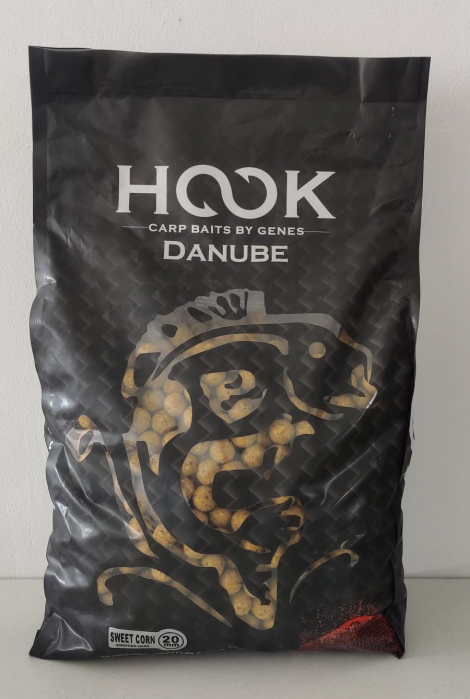 HOOK
CARP BAITS BY GENES
DANUBE
SWEET CORN
20
mm